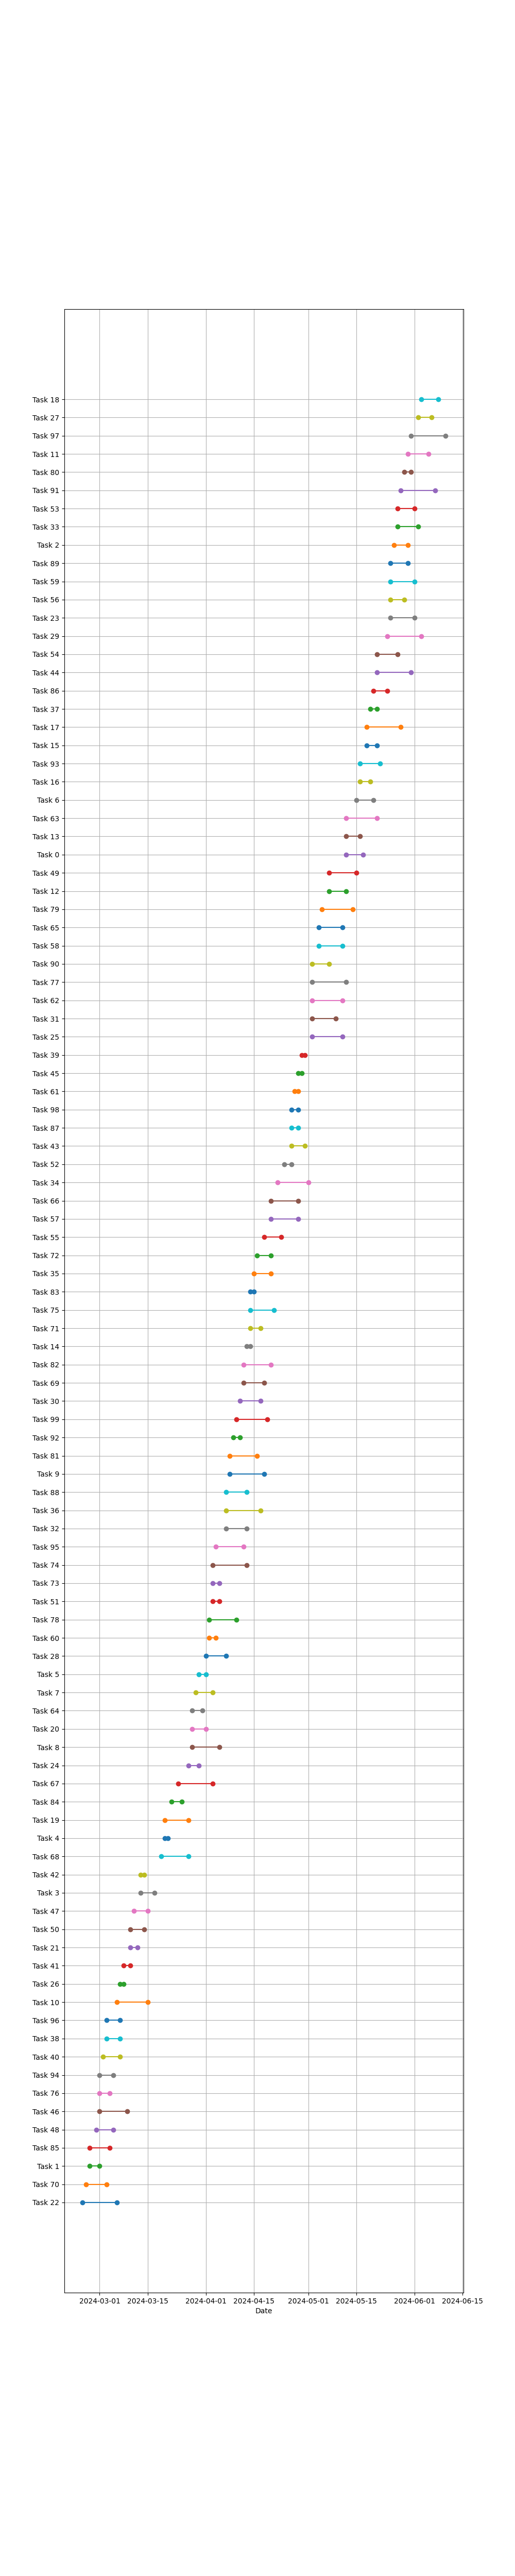 Task 18
Task 27
Task 97
Task 11
Task 80
Task 91
Task 53
Task 33
Task 2
Task 89
Task 59
Task 56
Task 23
Task 29
Task 54
Task 44
Task 86
Task 37
Task 17
Task 15
Task 93
Task 16
Task 6
Task 63
Task 13
Task 0
Task 49
Task 12
Task 79
Task 65
Task 58
Task 90
Task 77
Task 62
Task 31
Task 25
Task 39
Task 45
Task 61
Task 98
Task 87
Task 43
Task 52
Task 34
Task 66
Task 57
Task 55
Task 72
Task 35
Task 83
Task 75
Task 71
Task 14
Task 82
Task 69
Task 30
Task 99
Task 92
Task 81
Task 9
Task 88
Task 36
Task 32
Task 95
Task 74
Task 73
Task 51
Task 78
Task 60
Task 28
Task 5
Task 7
Task 64
Task 20
Task 8
Task 24
Task 67
Task 84
Task 19
Task 4
Task 68
Task 42
Task 3
Task 47
Task 50
Task 21
Task 41
Task 26
Task 10
Task 96
Task 38
Task 40
Task 94
Task 76
Task 46
Task 48
Task 85
Task 1
Task 70
Task 22
2024-03-01 2024-03-15 2024-04-01 2024-04-15 2024-05-01 2024-05-15 2024-06-01 2024-06-15
Date